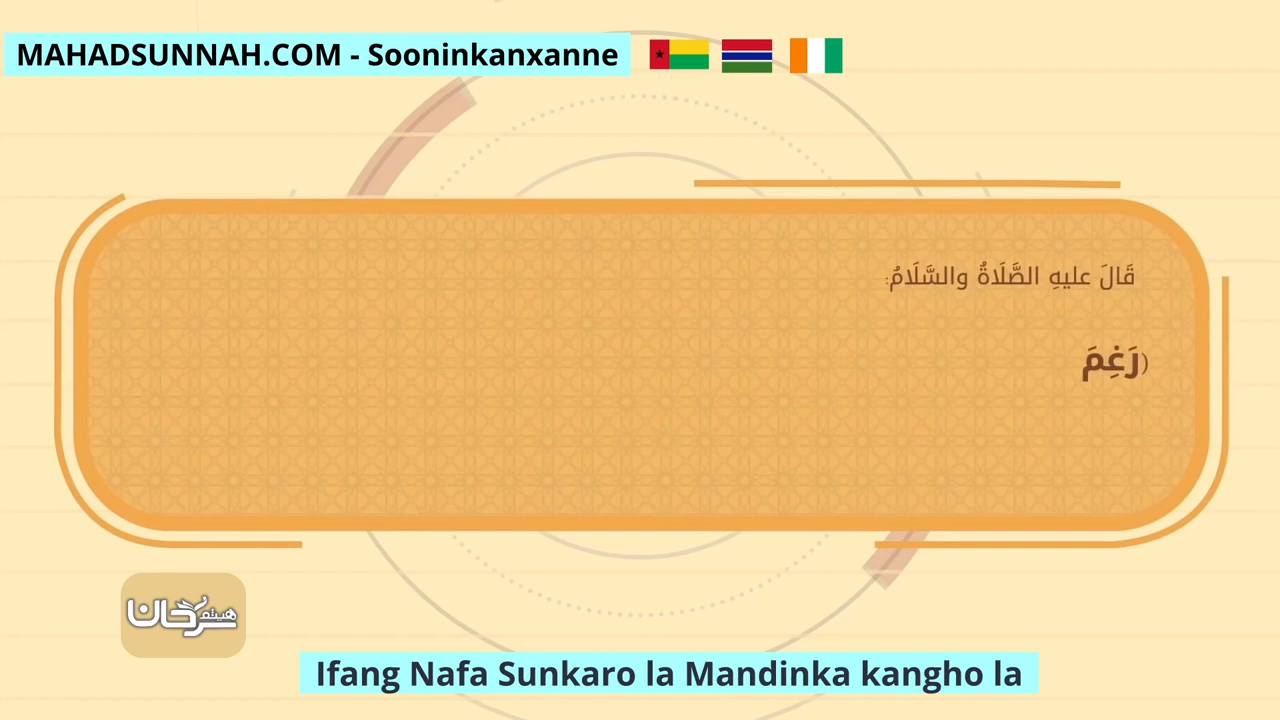 MAHADSUNNAH.COM - Sooninkanxanne
قَالَ عليهِ الصَّلَاةُ والسَّلَامُ:
(رَغِمَ
Ifang Nafa Sunkaro la Mandinka kangho la